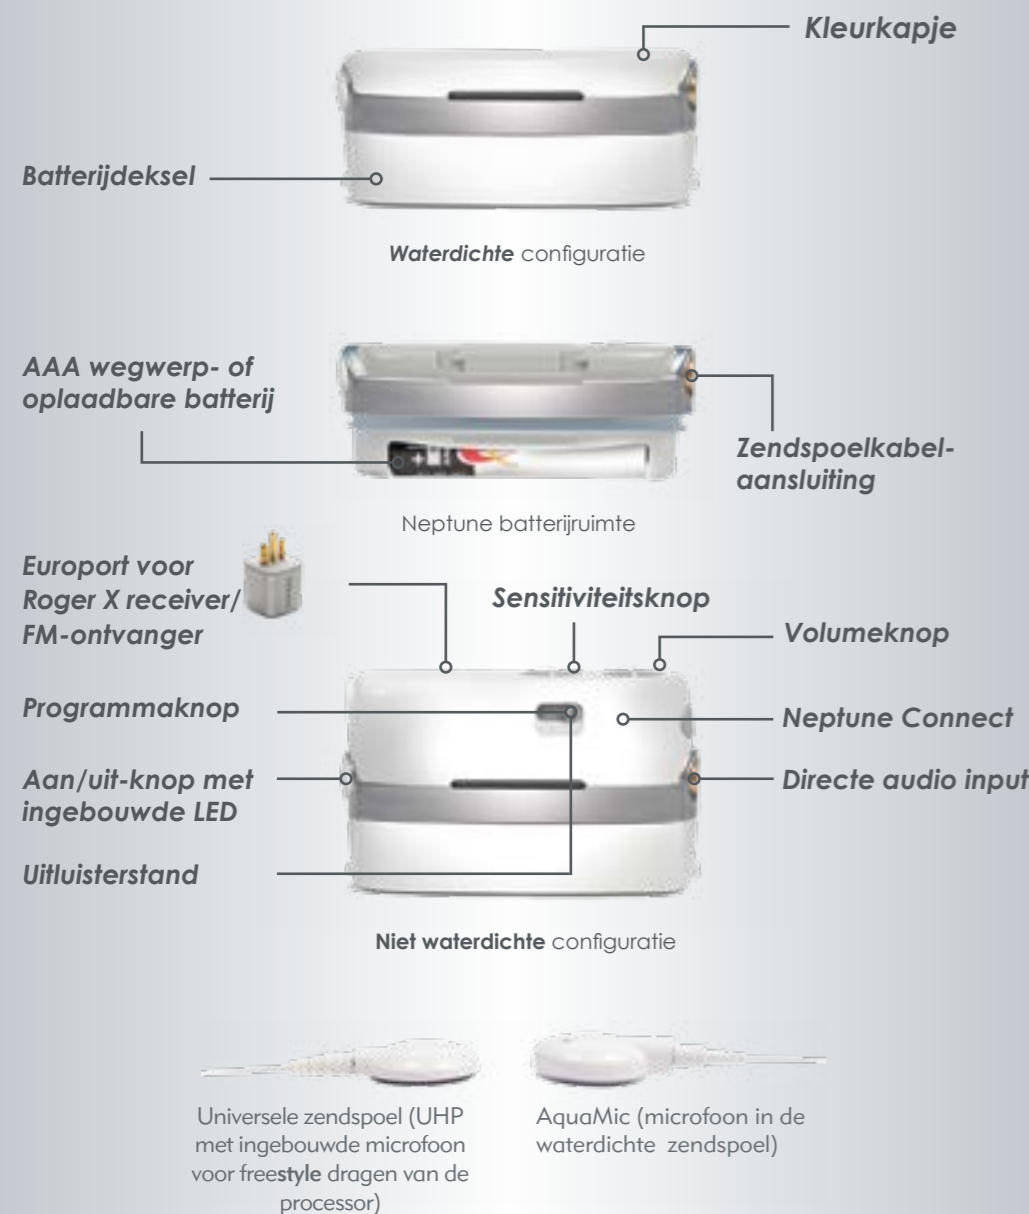 Kleurkapje
Batterijdeksel
Waterdichte configuratie
AAA wegwerp- of
oplaadbare batterij
Zendspoelkabel-
aansluiting
Neptune batterijruimte
Europort voor
Roger X receiver/
FM-ontvanger
Sensitiviteitsknop
Volumeknop
Programmaknop
Neptune Connect
Aan/uit-knop met
ingebouwde LED
Directe audio input
Uitluisterstand
Niet waterdichte configuratie
Universele zendspoel (UHP
met ingebouwde microfoon
voor freestyle dragen van de
processor)
AquaMic (microfoon in de
waterdichte zendspoel)